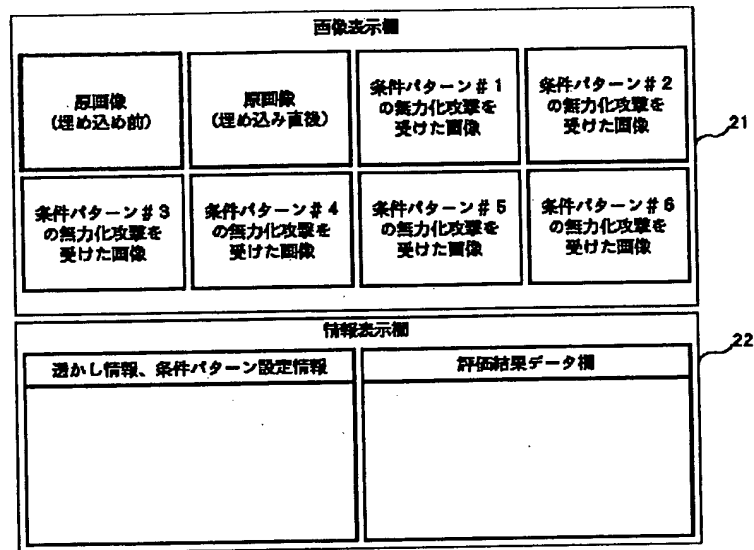 画像表示欄
原画像
(埋め込め前)
原画像
(埋め込み直後)
条件パターン＃1
の無力化攻撃を
受けた画像
条件パターン＃2
の無力化攻撃を
受けた画像
21
条件パターン＃3
の無力化攻撃を
受けた画像
条件パターン＃4
の無力化攻撃を
受けた画像
条件パターン＃5
の無力化攻撃を
受けた画像
条件パターン＃6
の無力化攻撃を
受けた画像
情報表示欄
22
透かし情報、条件パターン設定情報
評価結果データ欄